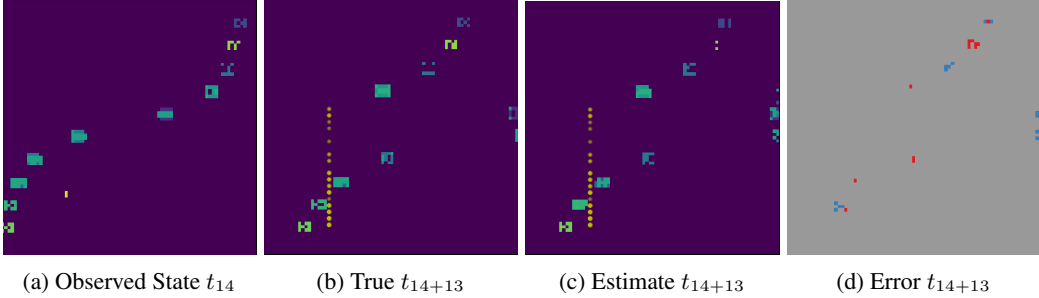 (a) Observed State t₁₄
(b) True t₁₄₊₁₃
(c) Estimate t₁₄₊₁₃
(d) Error t₁₄₊₁₃